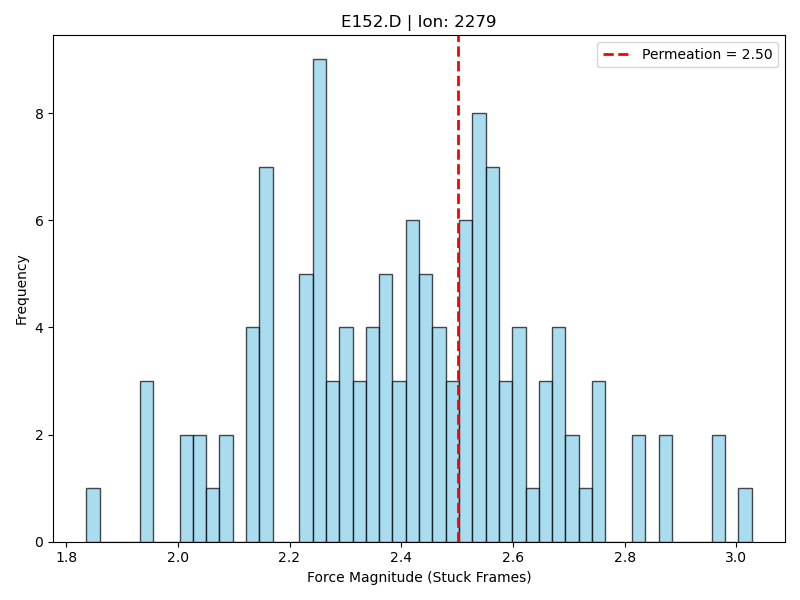 E152.D | Ion: 2279
Permeation = 2.50
Frequency
8
6
4
2
0
1.8 2.0 2.2 2.4 2.6 2.8 3.0
Force Magnitude (Stuck Frames)